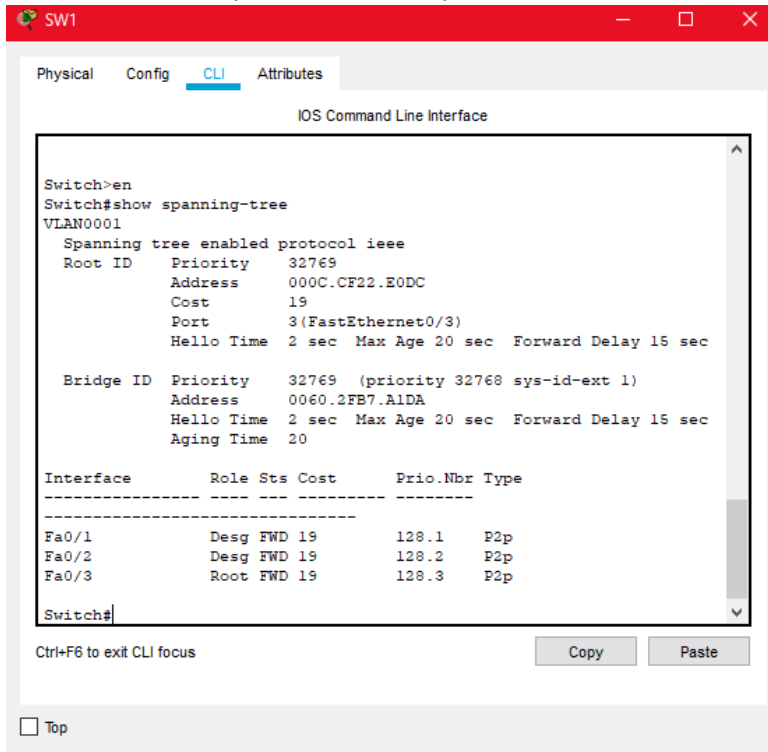 SW1
Physical Config CLI Attributes
IOS Command Line Interface
Switch>en
Switch#show spanning-tree
VLAN0001
  Spanning tree enabled protocol ieee
  Root ID    Priority    32769
             Address     000C.CF22.E0DC
             Cost        19
             Port        3(FastEthernet0/3)
             Hello Time  2 sec  Max Age 20 sec  Forward Delay 15 sec

  Bridge ID  Priority    32769  (priority 32768 sys-id-ext 1)
             Address     0060.2FB7.A1DA
             Hello Time  2 sec  Max Age 20 sec  Forward Delay 15 sec
             Aging Time  20

Interface        Role Sts Cost      Prio.Nbr Type
---------------- ---- --- --------- --------
--------------------------------
Fa0/1            Desg FWD 19        128.1    P2p
Fa0/2            Desg FWD 19        128.2    P2p
Fa0/3            Root FWD 19        128.3    P2p

Switch#
Ctrl+F6 to exit CLI focus
Copy Paste
Top